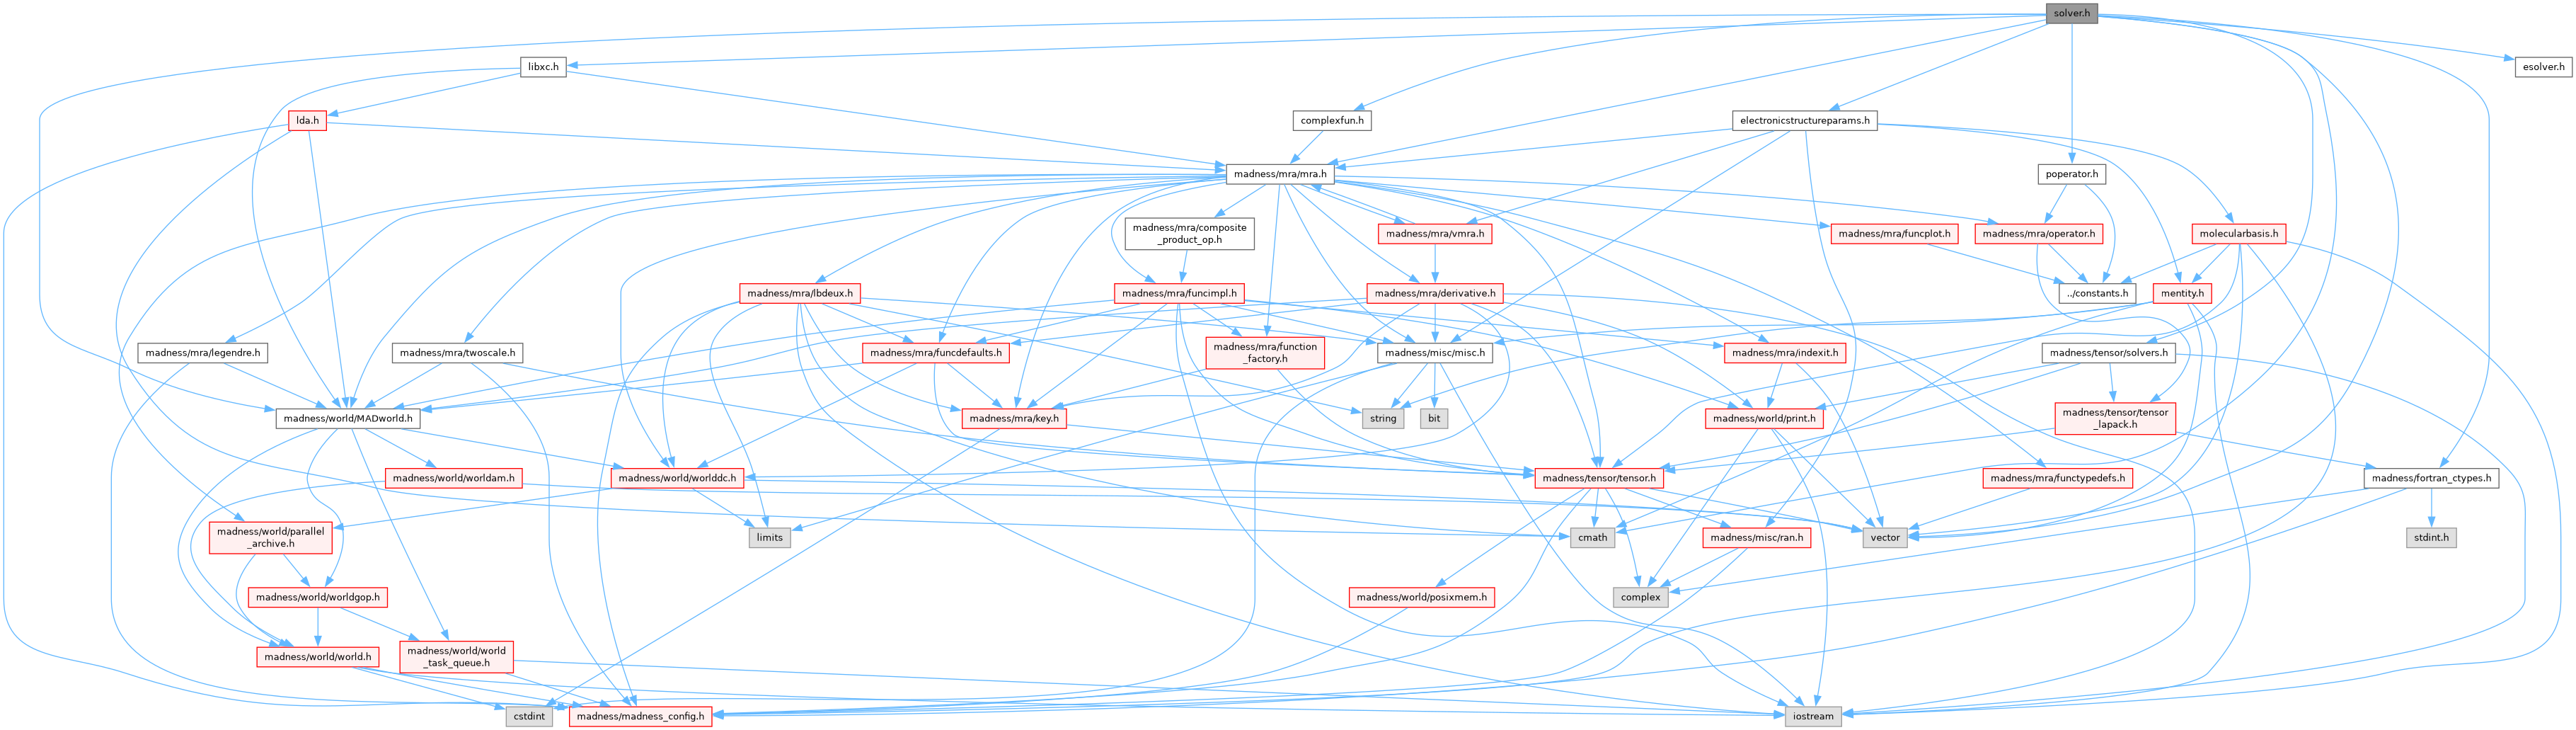 solver.h
libxc.h
esolver.h
lda.h
complexfun.h
electronicstructureparams.h
madness/mra/mra.h
poperator.h
madness/mra/composite
_product_op.h
madness/mra/vmra.h
madness/mra/funcplot.h
madness/mra/operator.h
molecularbasis.h
madness/mra/lbdeux.h
madness/mra/funcimpl.h
madness/mra/derivative.h
../constants.h
mentity.h
madness/mra/legendre.h
madness/mra/twoscale.h
madness/mra/funcdefaults.h
madness/mra/function
_factory.h
madness/misc/misc.h
madness/mra/indexit.h
madness/tensor/solvers.h
madness/world/MADworld.h
madness/mra/key.h
string
bit
madness/world/print.h
madness/tensor/tensor
_lapack.h
madness/world/worldam.h
madness/world/worlddc.h
madness/tensor/tensor.h
madness/mra/functypedefs.h
madness/fortran_ctypes.h
madness/world/parallel
_archive.h
limits
cmath
madness/misc/ran.h
vector
stdint.h
madness/world/worldgop.h
madness/world/posixmem.h
complex
madness/world/world.h
madness/world/world
_task_queue.h
cstdint
madness/madness_config.h
iostream